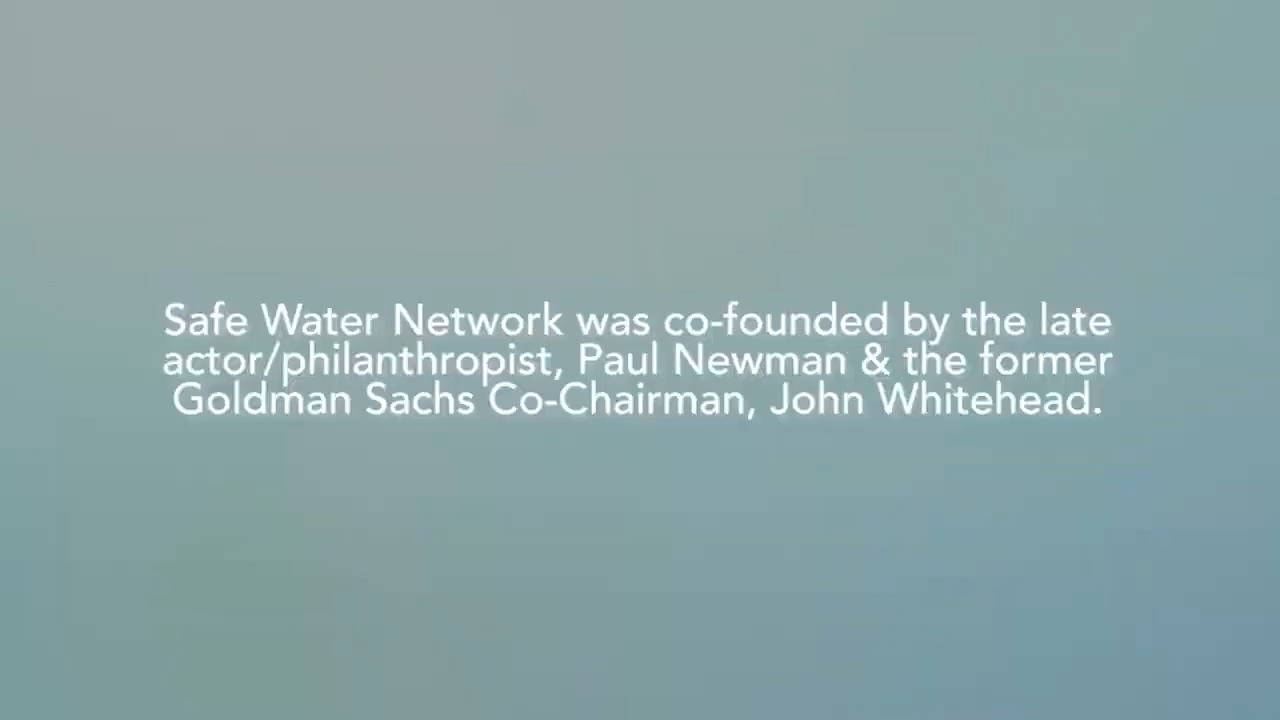 Safe Water Network was co-founded by the late
actor/philanthropist, Paul Newman & the former
Goldman Sachs Co-Chairman, John Whitehead.